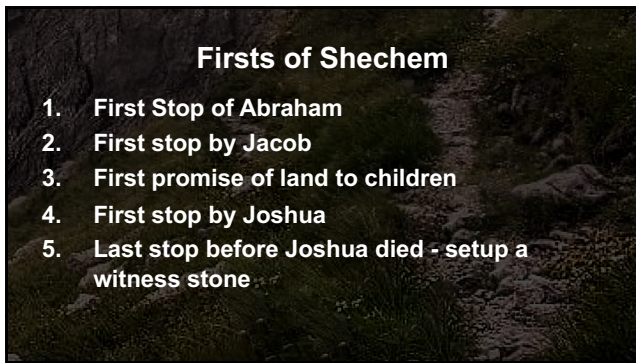 Firsts of Shechem
1. First Stop of Abraham
2. First stop by Jacob
3. First promise of land to children
4. First stop by Joshua
5. Last stop before Joshua died - setup a
witness stone